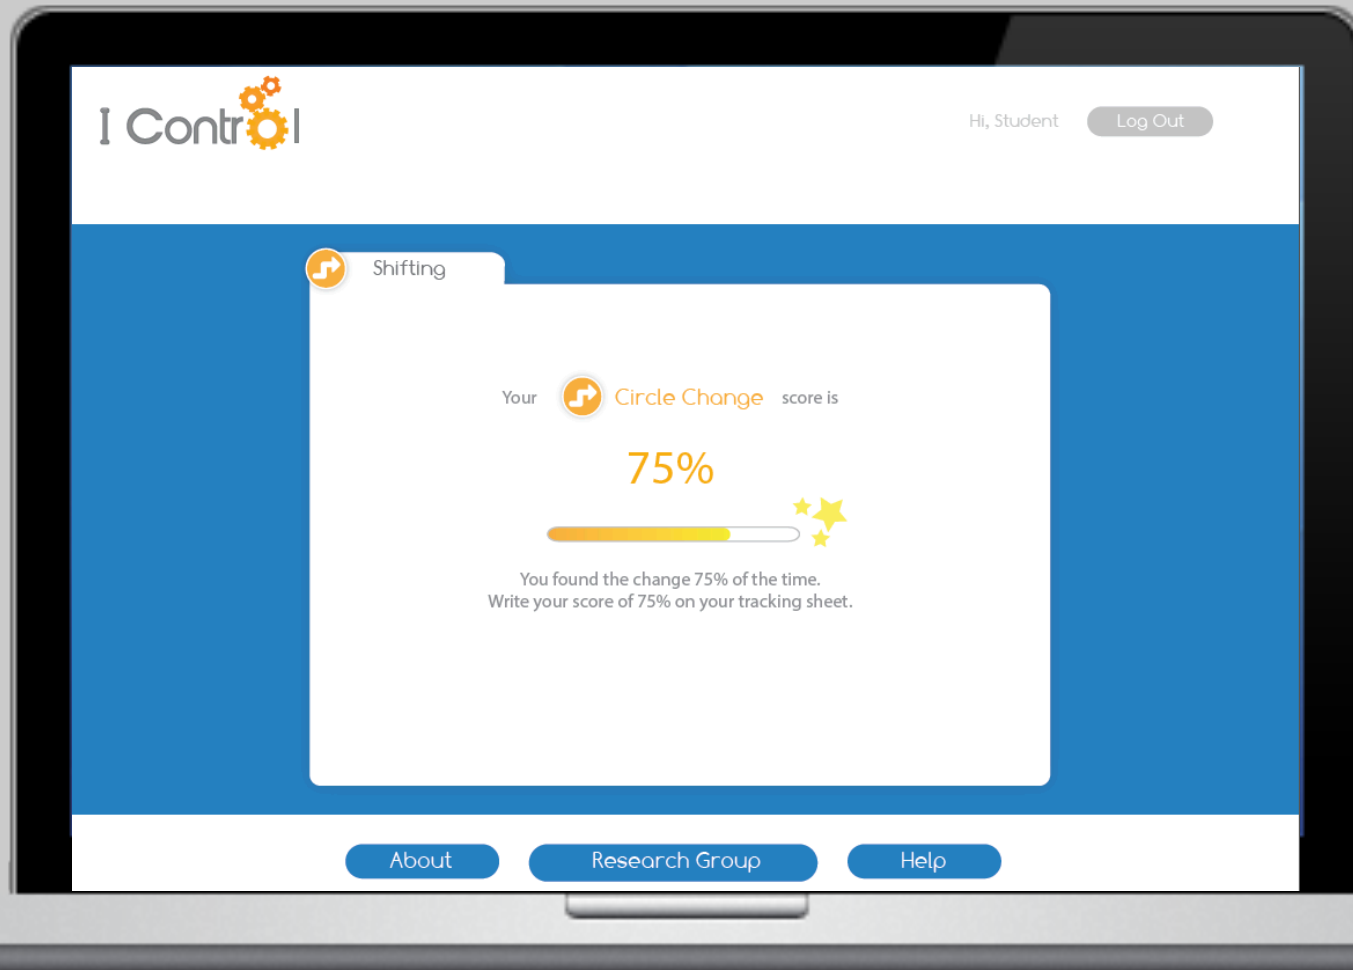 I Control
Hi, Student
Log Out
Shifting
Your Circle Change score is
75%
You found the change 75% of the time.
Write your score of 75% on your tracking sheet.
About
Research Group
Help